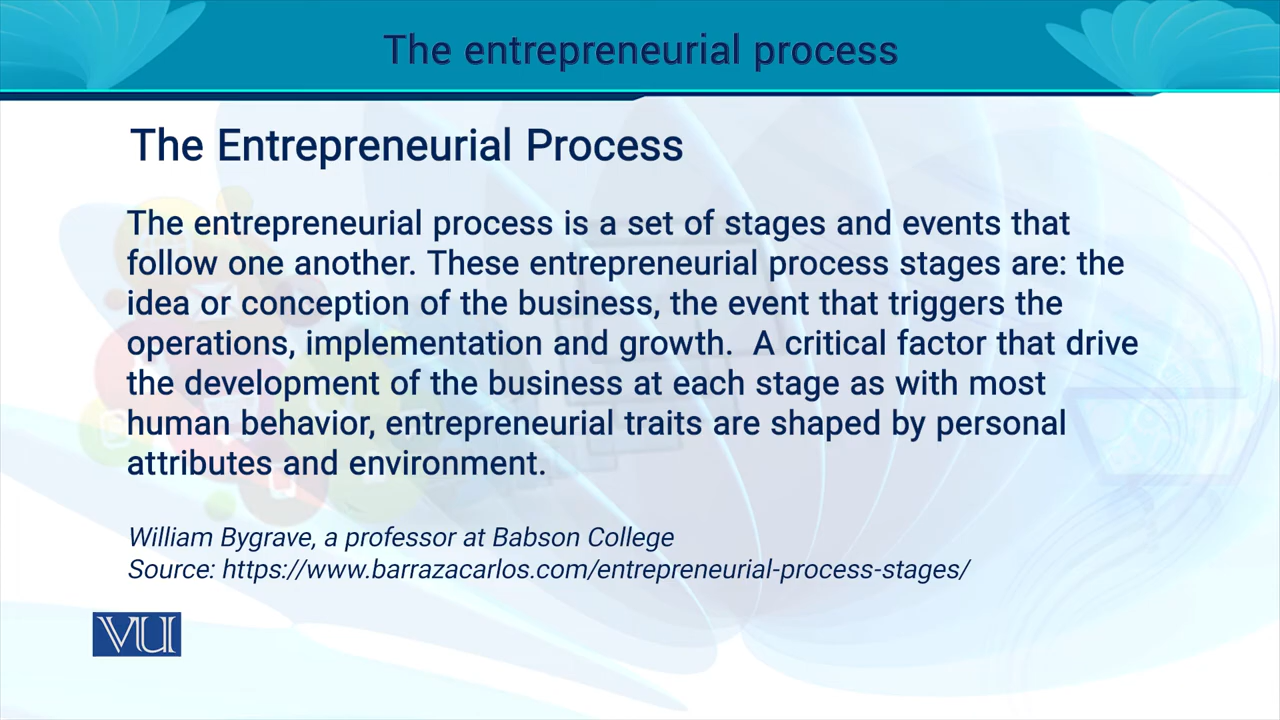 The entrepreneurial process
The Entrepreneurial Process
The entrepreneurial process is a set of stages and events that
follow one another. These entrepreneurial process stages are: the
idea or conception of the business, the event that triggers the
operations, implementation and growth.  A critical factor that drive
the development of the business at each stage as with most
human behavior, entrepreneurial traits are shaped by personal
attributes and environment.
William Bygrave, a professor at Babson College
Source: https://www.barrazacarlos.com/entrepreneurial-process-stages/
VU